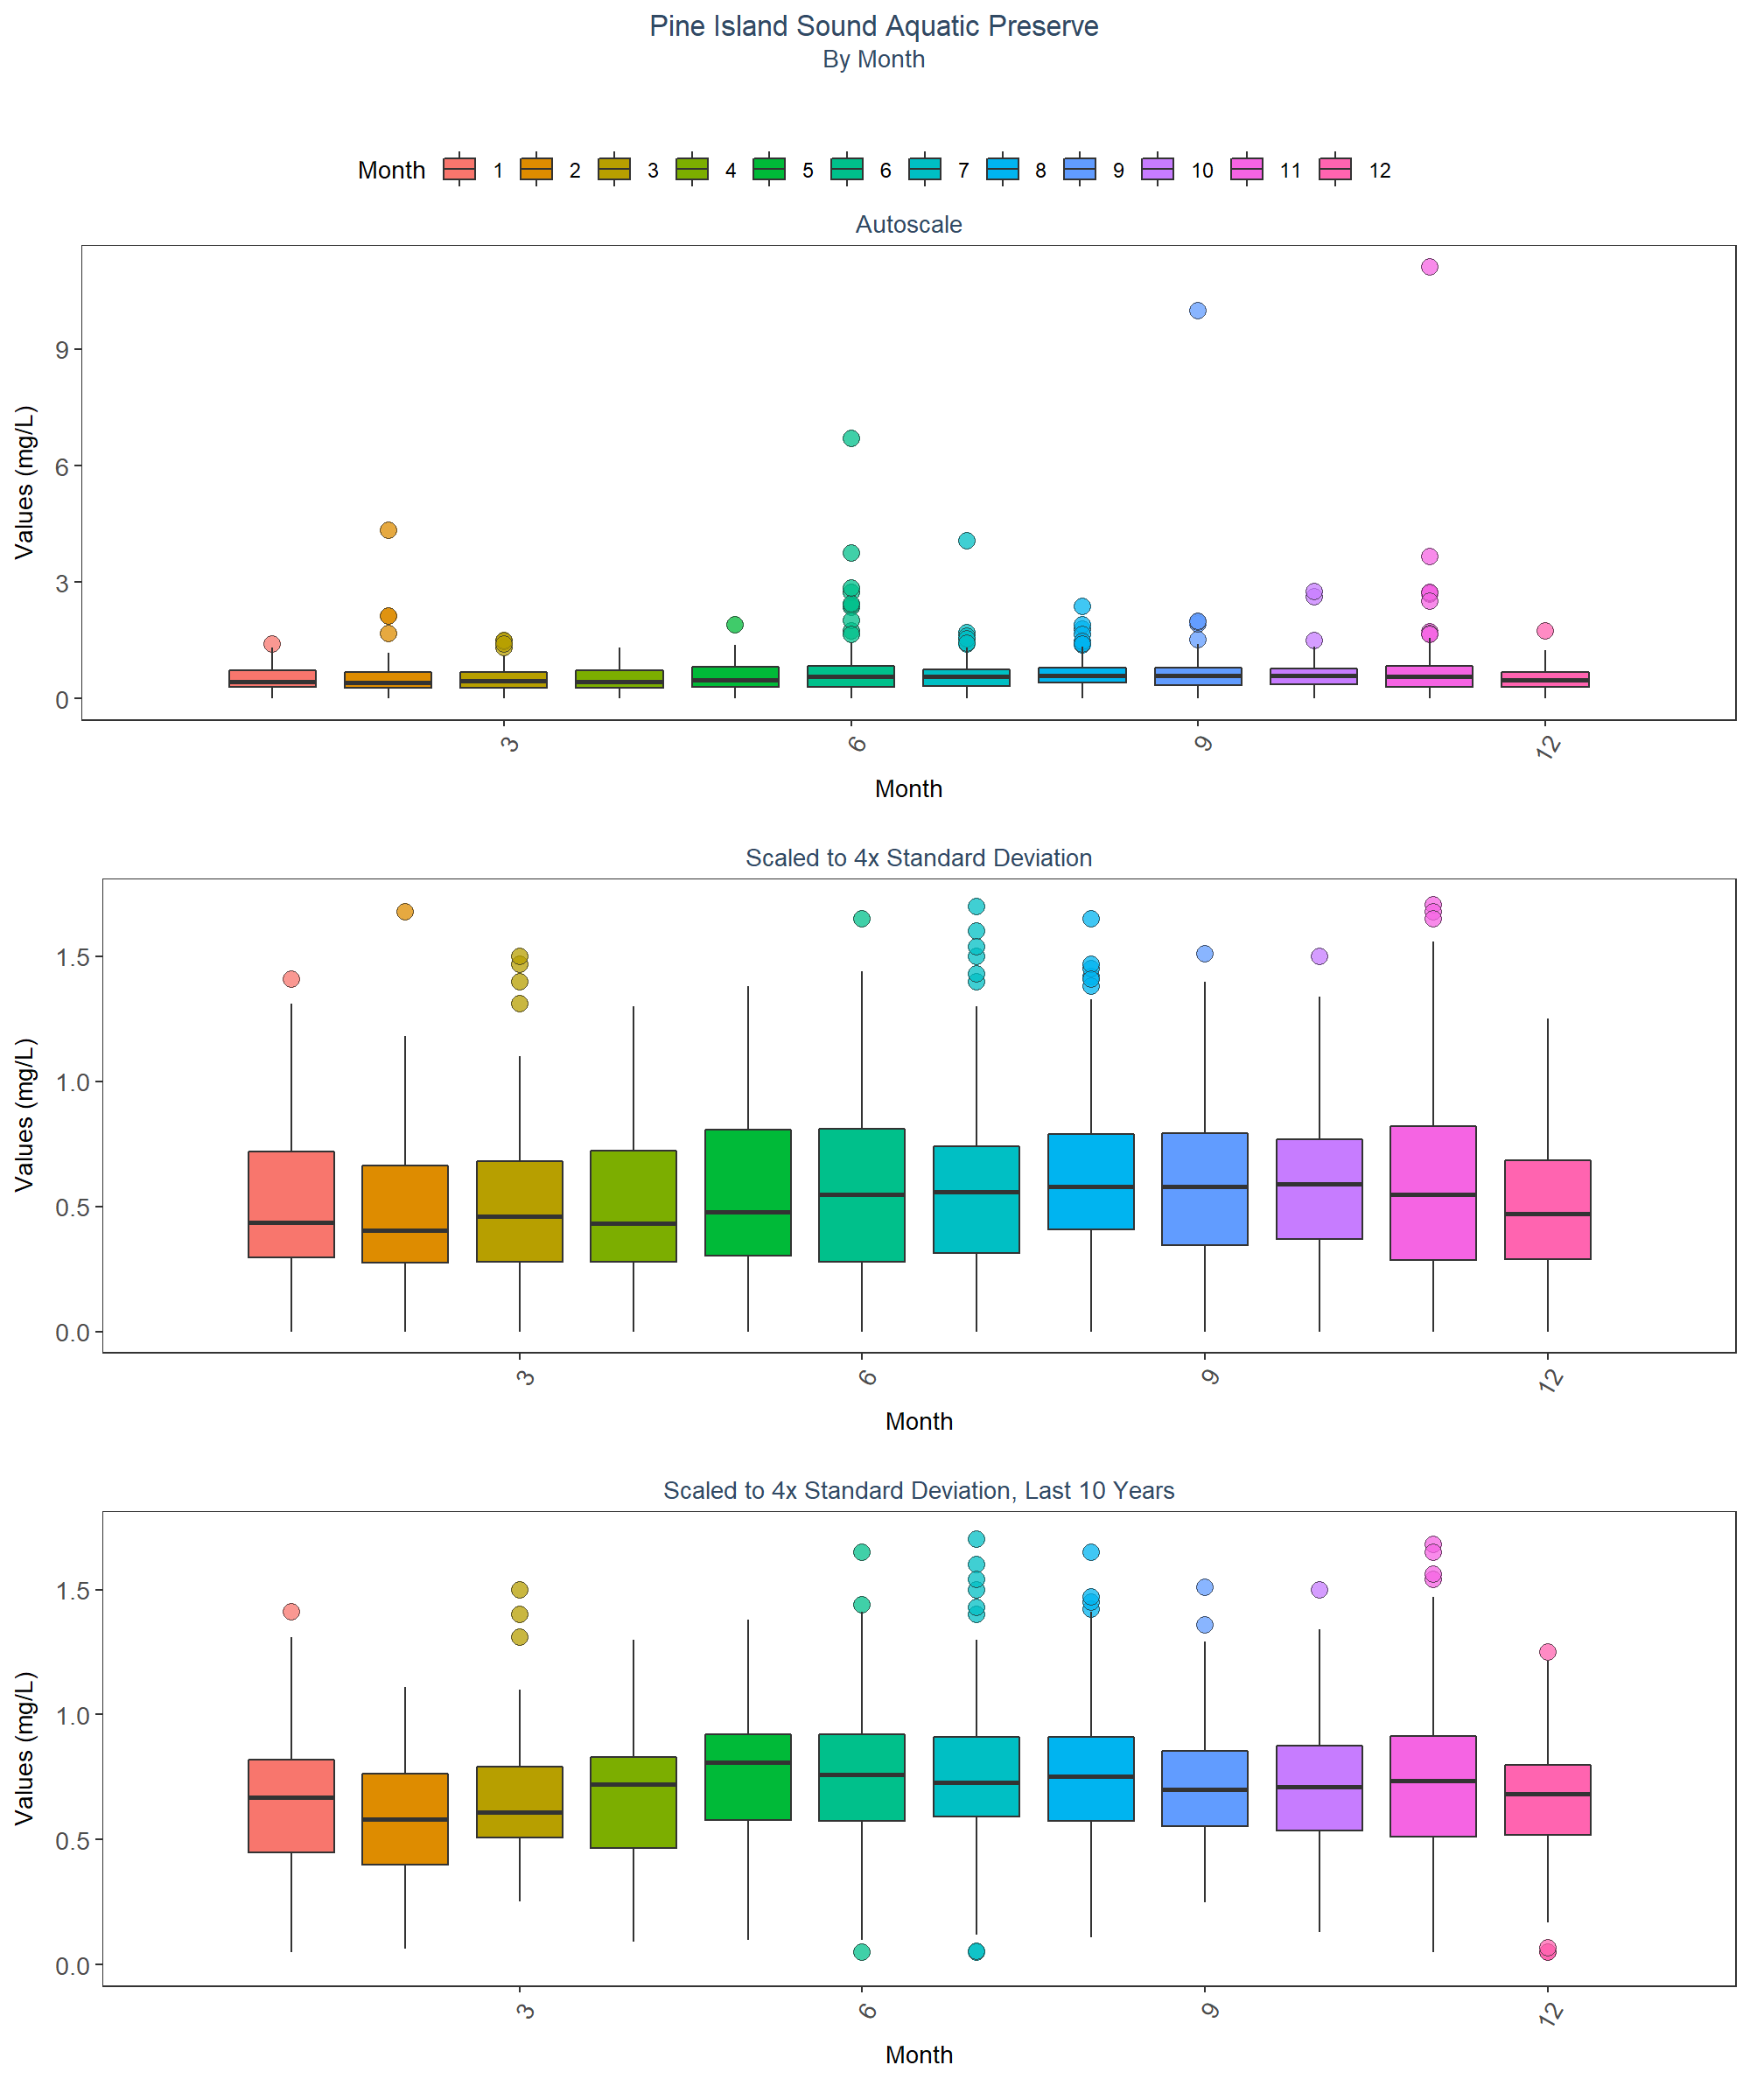 Pine Island Sound Aquatic Preserve
By Month
Month 1 2 3 4 5 6 7 8 9 10 11 12
Autoscale
Values (mg/L)
9
6
3
0
3 6 9 12
Month
Scaled to 4x Standard Deviation
Values (mg/L)
1.5
1.0
0.5
0.0
3 6 9 12
Month
Scaled to 4x Standard Deviation, Last 10 Years
Values (mg/L)
1.5
1.0
0.5
0.0
3 6 9 12
Month